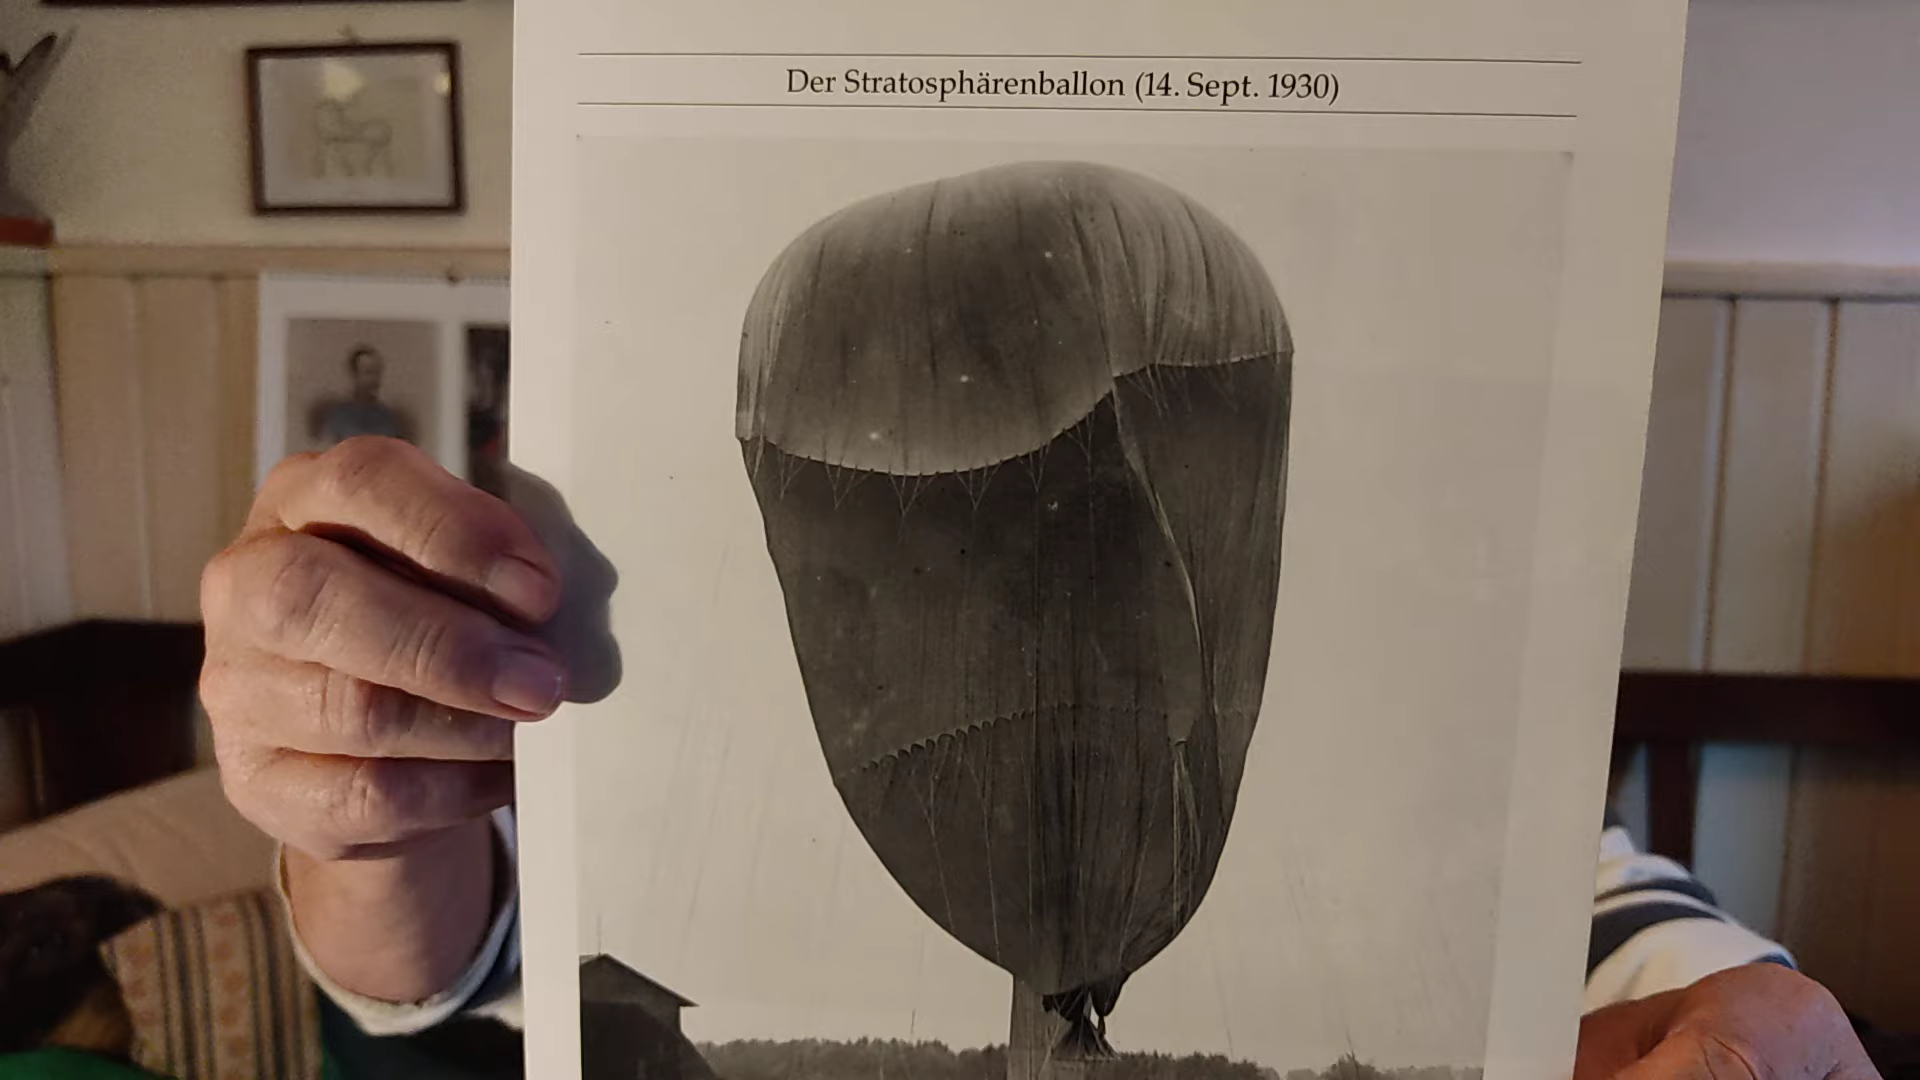 Der Stratosphärenballon (14. Sept. 1930)